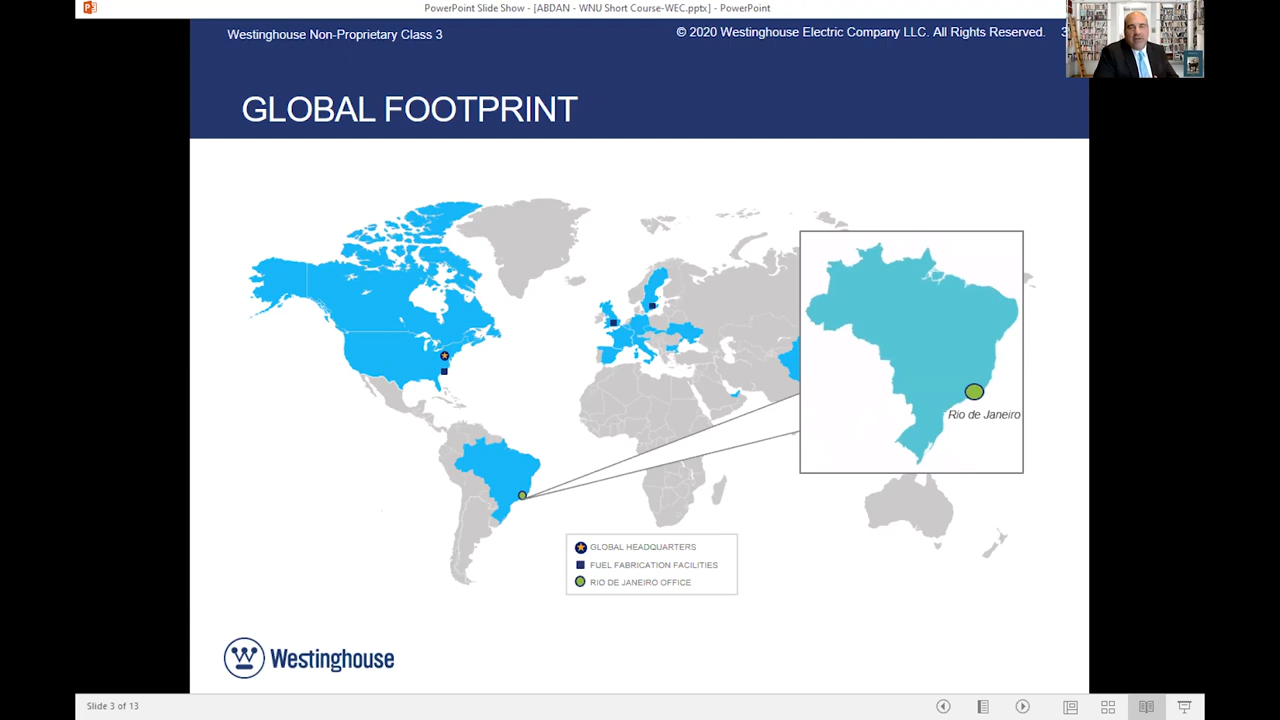 PowerPoint Slide Show - [ABDAN - WNU Short Course-WEC.pptx] - PowerPoint
Westinghouse Non-Proprietary Class 3
© 2020 Westinghouse Electric Company LLC. All Rights Reserved. 3
GLOBAL FOOTPRINT
Rio de Janeiro
GLOBAL HEADQUARTERS
FUEL FABRICATION FACILITIES
RIO DE JANEIRO OFFICE
Westinghouse
Slide 3 of 13